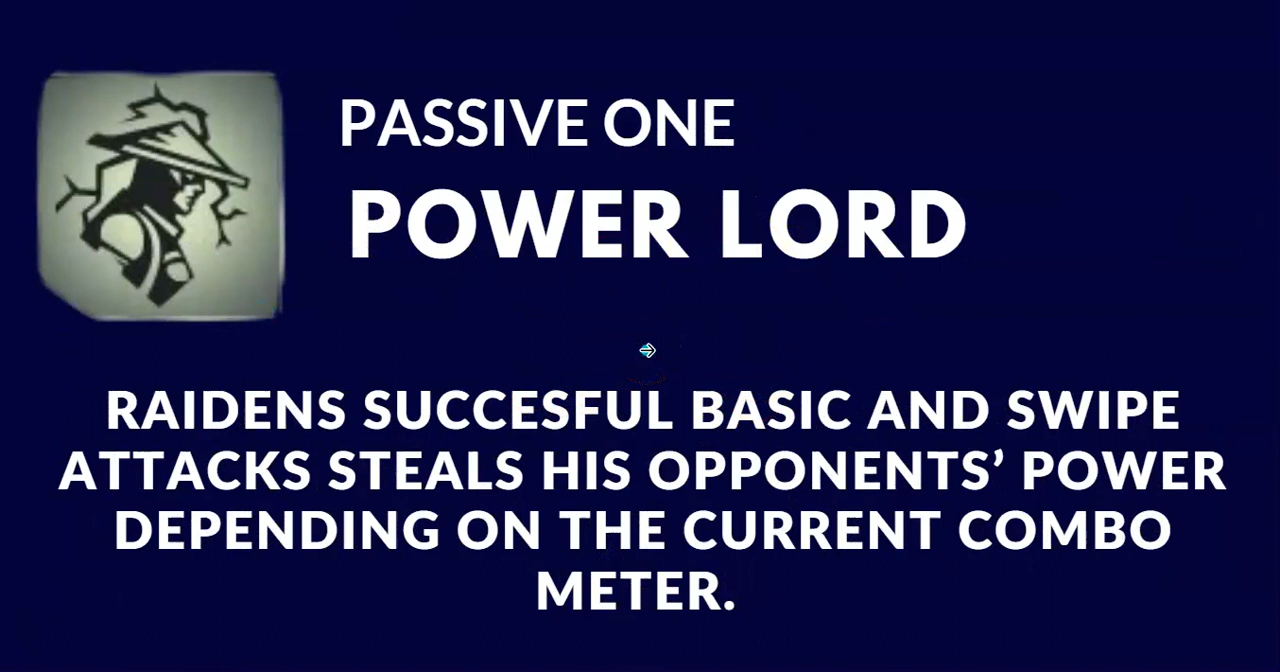 PASSIVE ONE
POWER LORD
RAIDENS SUCCESFUL BASIC AND SWIPE
ATTACKS STEALS HIS OPPONENTS’ POWER
DEPENDING ON THE CURRENT COMBO
METER.